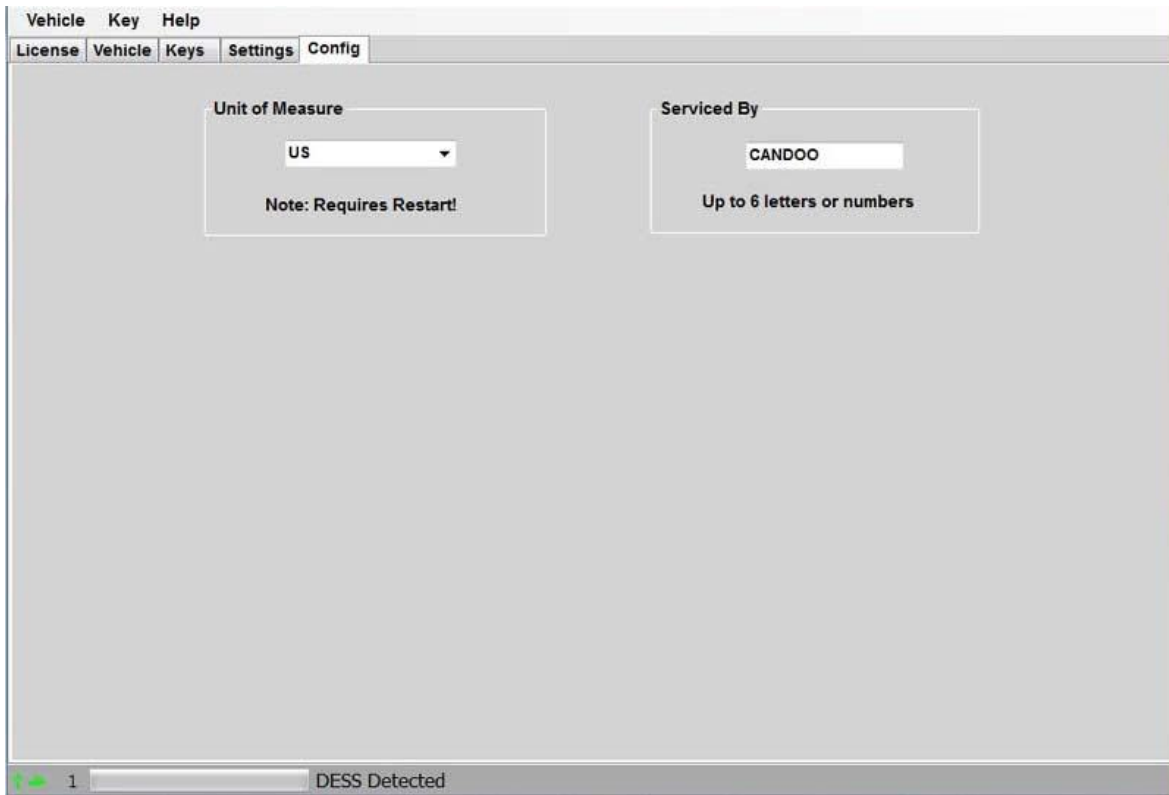 Vehicle Key Help
License Vehicle Keys Settings Config
Unit of Measure
US
Note: Requires Restart!
Serviced By
CANDOO
Up to 6 letters or numbers
1 DESS Detected